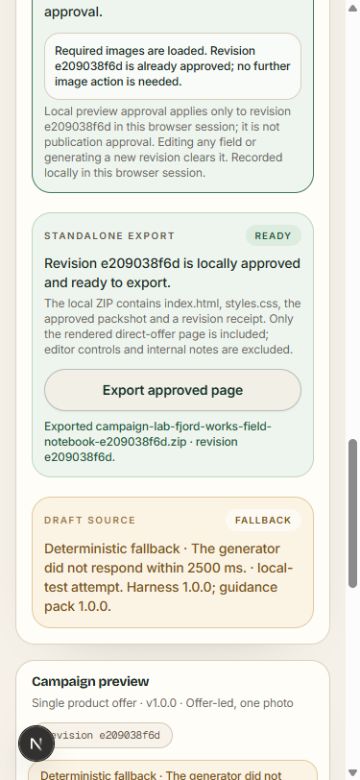 approval.
Required images are loaded. Revision
e209038f6d is already approved; no further
image action is needed.
Local preview approval applies only to revision
e209038f6d in this browser session; it is not
publication approval. Editing any field or
generating a new revision clears it. Recorded
locally in this browser session.
STANDALONE EXPORT
READY
Revision e209038f6d is locally approved
and ready to export.
The local ZIP contains index.html, styles.css, the
approved packshot and a revision receipt. Only
the rendered direct-offer page is included;
editor controls and internal notes are excluded.
Export approved page
Exported campaign-lab-fjord-works-field-
notebook-e209038f6d.zip · revision
e209038f6d.
DRAFT SOURCE
FALLBACK
Deterministic fallback · The generator
did not respond within 2500 ms. · local-
test attempt. Harness 1.0.0; guidance
pack 1.0.0.
Campaign preview
Single product offer · v1.0.0 · Offer-led, one photo
N
evision e209038f6d
Deterministic fallback · The generator did not